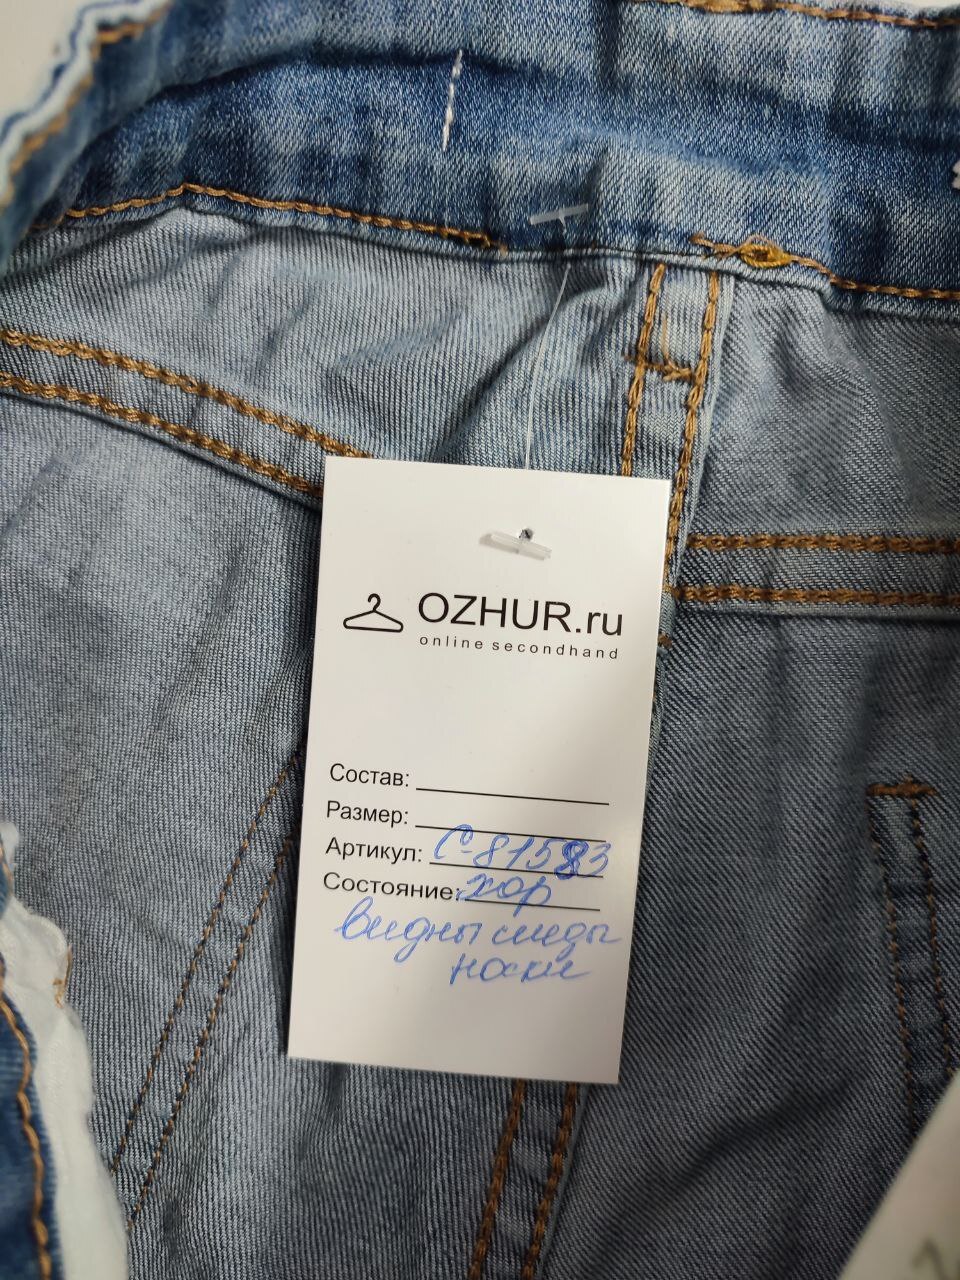 OZHUR.ru
online secondhand
Состав:
Размер:
Артикул: С-81583
Состояние: хор
видны следы
носки